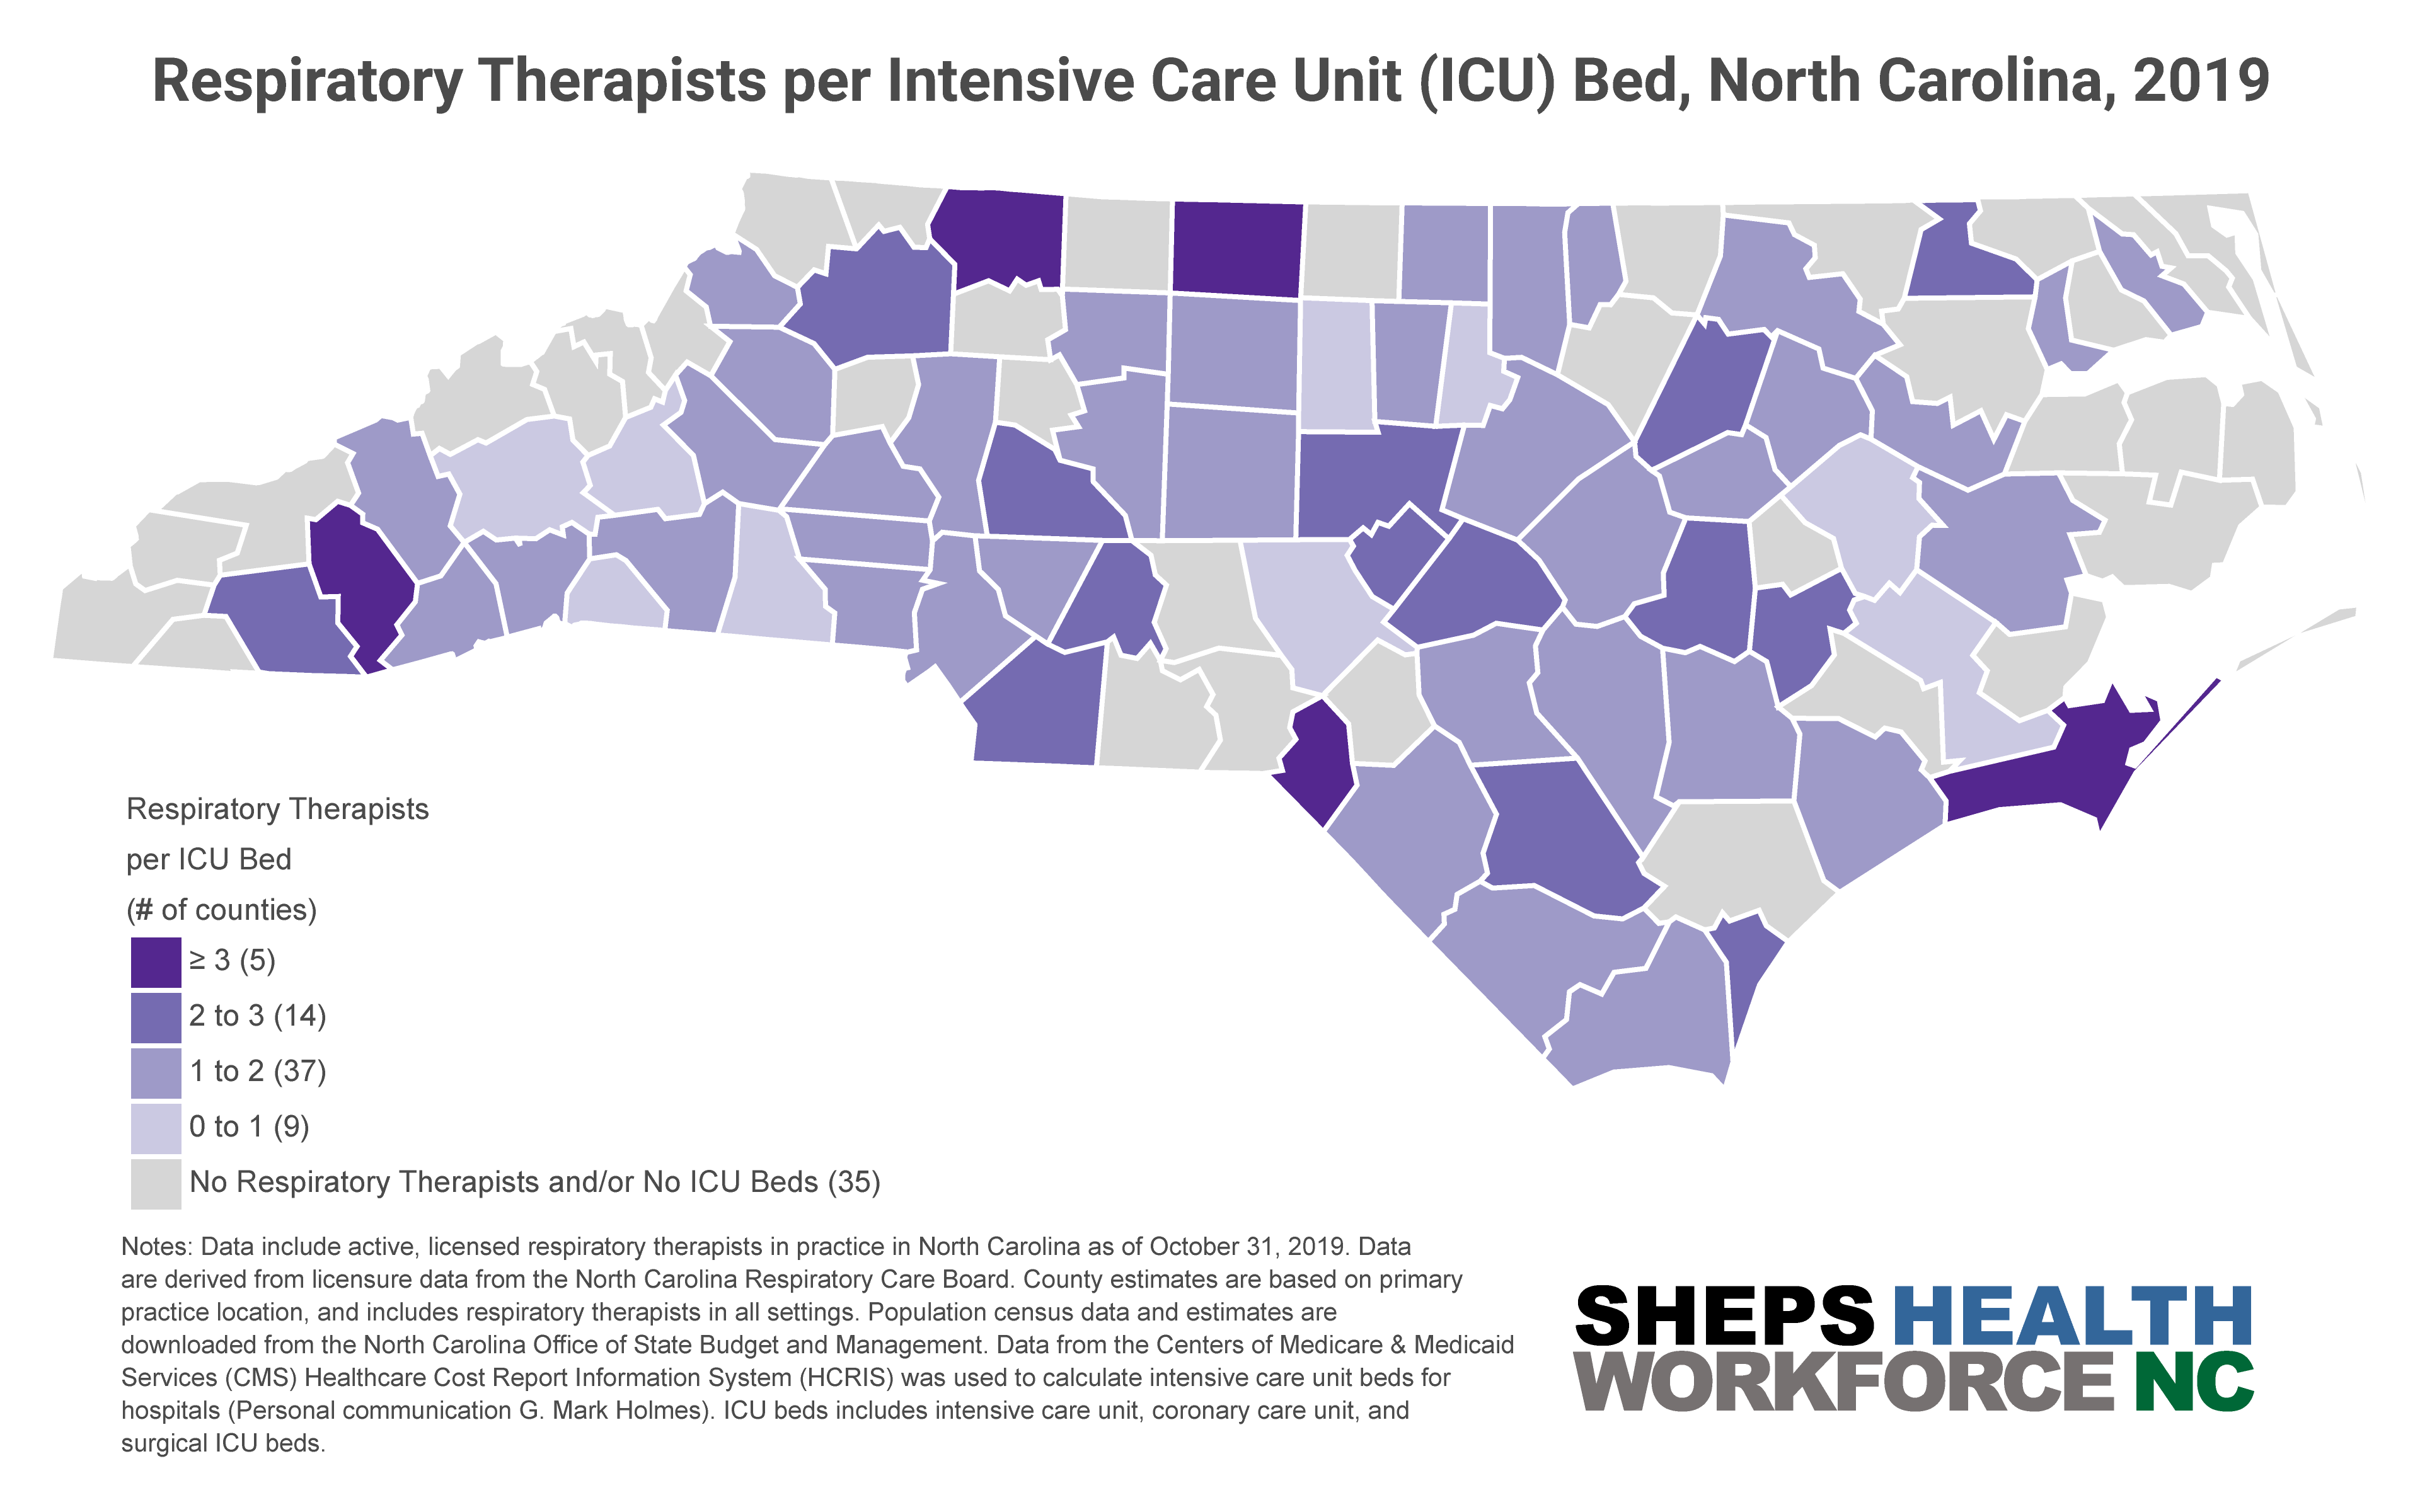 Respiratory Therapists per Intensive Care Unit (ICU) Bed, North Carolina, 2019
Respiratory Therapists
per ICU Bed
(# of counties)
≥ 3 (5)
2 to 3 (14)
1 to 2 (37)
0 to 1 (9)
No Respiratory Therapists and/or No ICU Beds (35)
Notes: Data include active, licensed respiratory therapists in practice in North Carolina as of October 31, 2019. Data
are derived from licensure data from the North Carolina Respiratory Care Board. County estimates are based on primary
practice location, and includes respiratory therapists in all settings. Population census data and estimates are
downloaded from the North Carolina Office of State Budget and Management. Data from the Centers of Medicare & Medicaid
Services (CMS) Healthcare Cost Report Information System (HCRIS) was used to calculate intensive care unit beds for
hospitals (Personal communication G. Mark Holmes). ICU beds includes intensive care unit, coronary care unit, and
surgical ICU beds.
SHEPS HEALTH
WORKFORCE NC